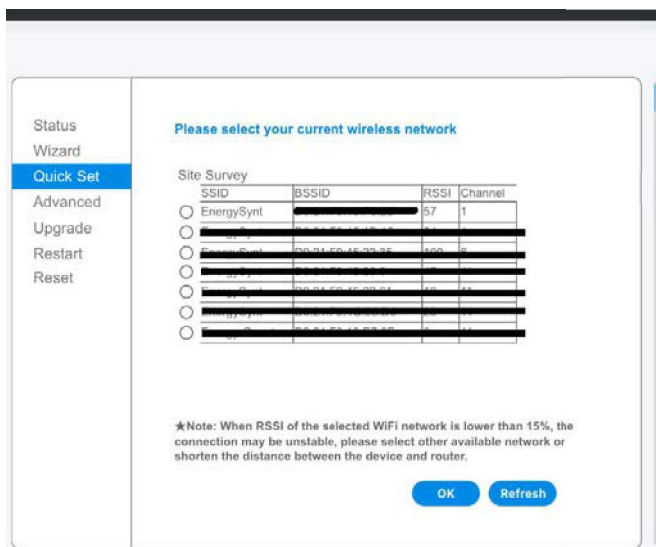 Status
Wizard
Quick Set
Advanced
Upgrade
Restart
Reset
Please select your current wireless network
Site Survey
SSID BSSID RSSI Channel
EnergySynt 57 1
★Note: When RSSI of the selected WiFi network is lower than 15%, the
connection may be unstable, please select other available network or
shorten the distance between the device and router.
OK Refresh